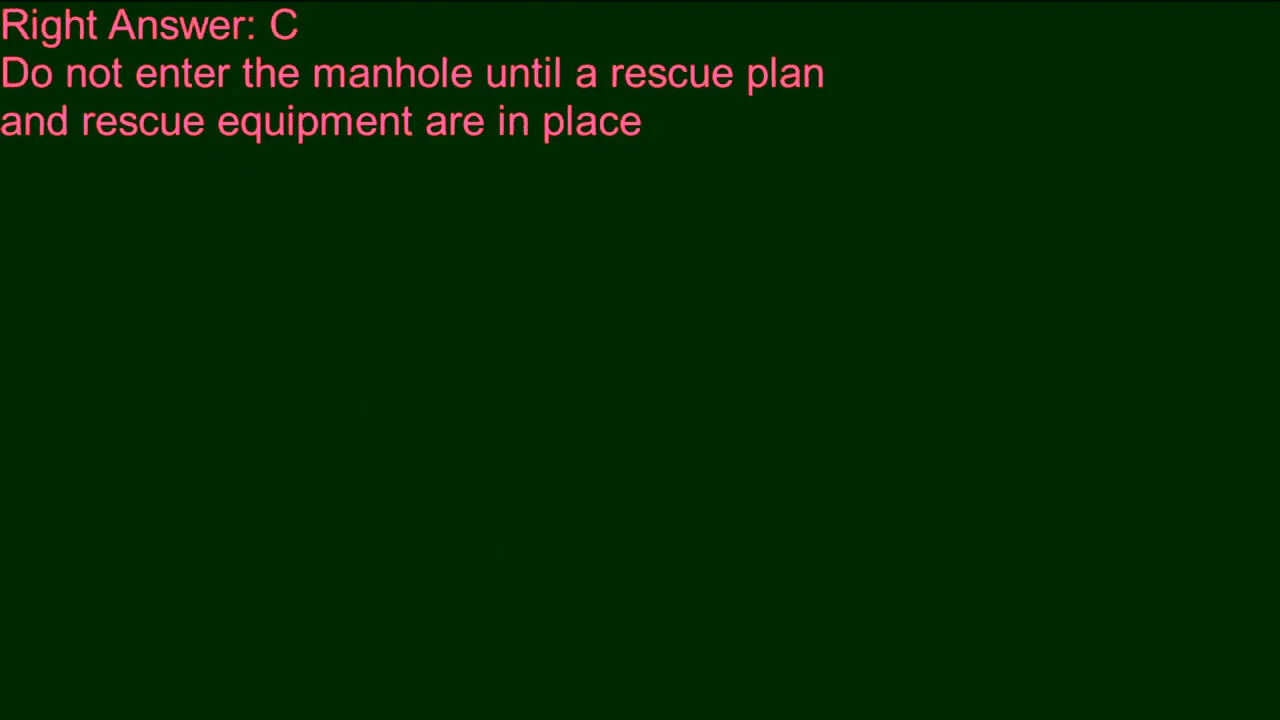 Right Answer: C
Do not enter the manhole until a rescue plan
and rescue equipment are in place